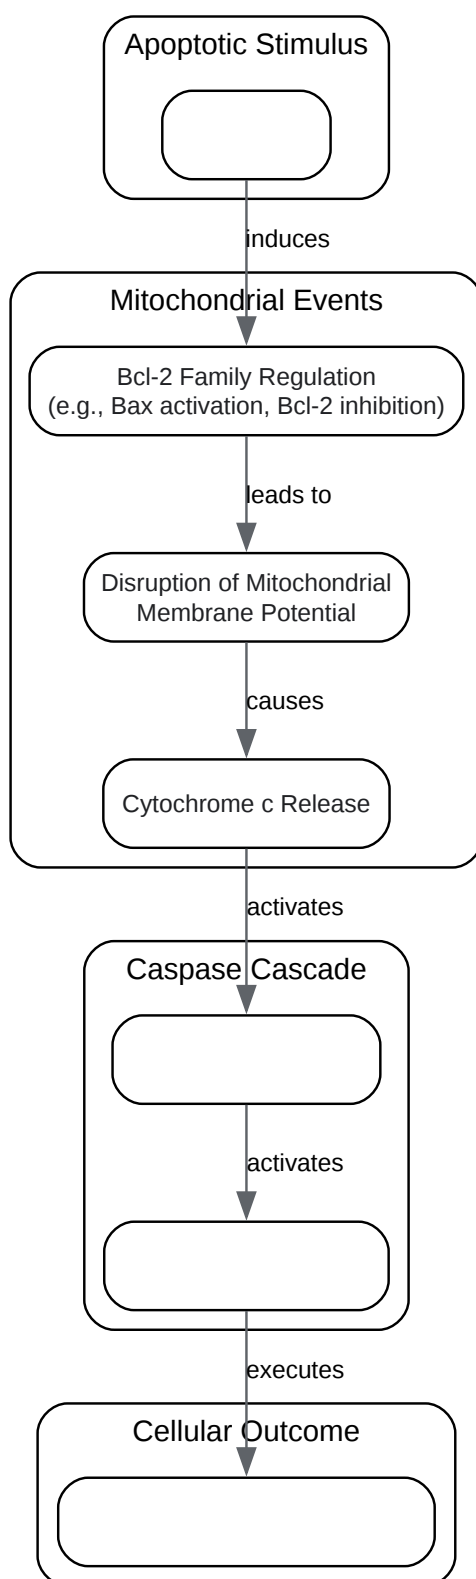 Apoptotic Stimulus
induces
Mitochondrial Events
Bcl-2 Family Regulation
(e.g., Bax activation, Bcl-2 inhibition)
leads to
Disruption of Mitochondrial
Membrane Potential
causes
Cytochrome c Release
activates
Caspase Cascade
activates
executes
Cellular Outcome